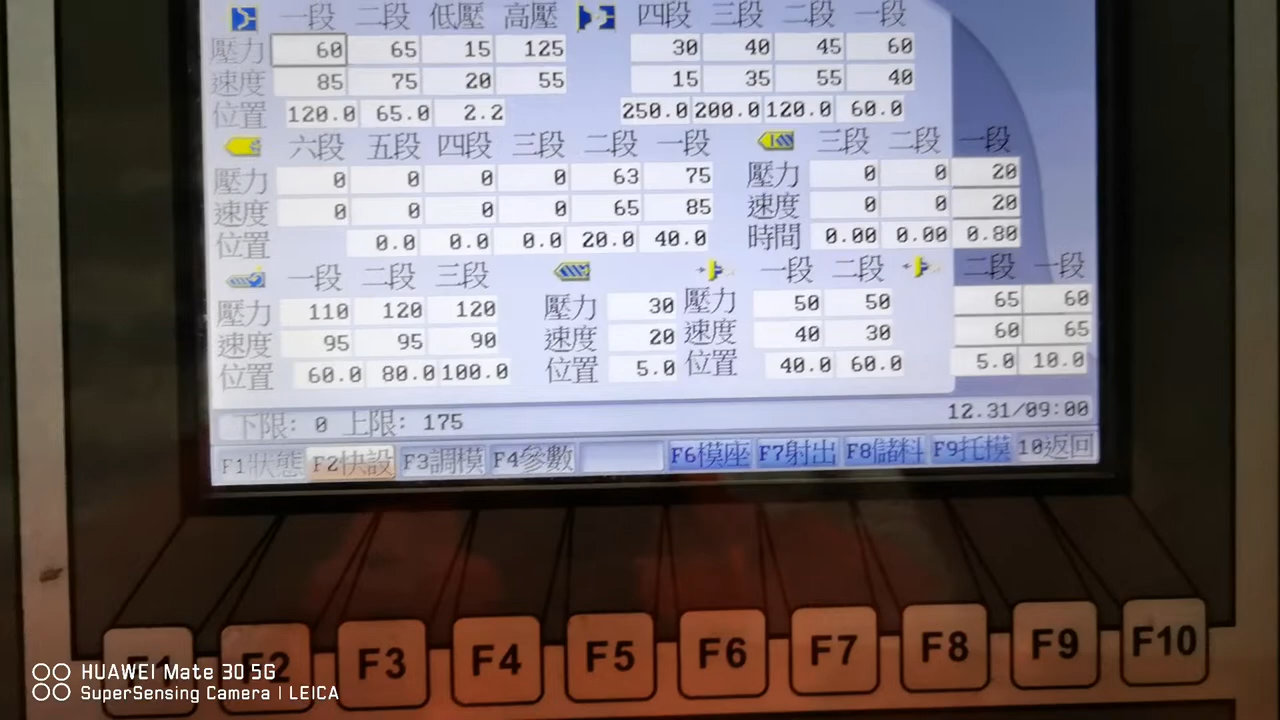 一段 二段 低壓 高壓 四段 三段 二段 一段
壓力 60 65 15 125 30 40 45 60
速度 85 75 20 55 15 35 55 40
位置 120.0 65.0 2.2 250.0 200.0 120.0 60.0
六段 五段 四段 三段 二段 一段 三段 二段 一段
壓力 0 0 0 0 63 75 壓力 0 0 20
速度 0 0 0 0 65 85 速度 0 0 20
位置 0.0 0.0 0.0 20.0 40.0 時間 0.00 0.00 0.80
一段 二段 三段 一段 二段 二段 一段
壓力 110 120 120 壓力 30 壓力 50 50 65 60
速度 95 95 90 速度 20 速度 40 30 60 65
位置 60.0 80.0 100.0 位置 5.0 位置 40.0 60.0 5.0 10.0
12.31/09:00
下限: 0 上限: 175
F1狀態 F2快設 F3調模 F4參數 F6模座 F7射出 F8儲料 F9托模 10返回
F1 F2 F3 F4 F5 F6 F7 F8 F9 F10
HUAWEI Mate 30 5G
SuperSensing Camera | LEICA